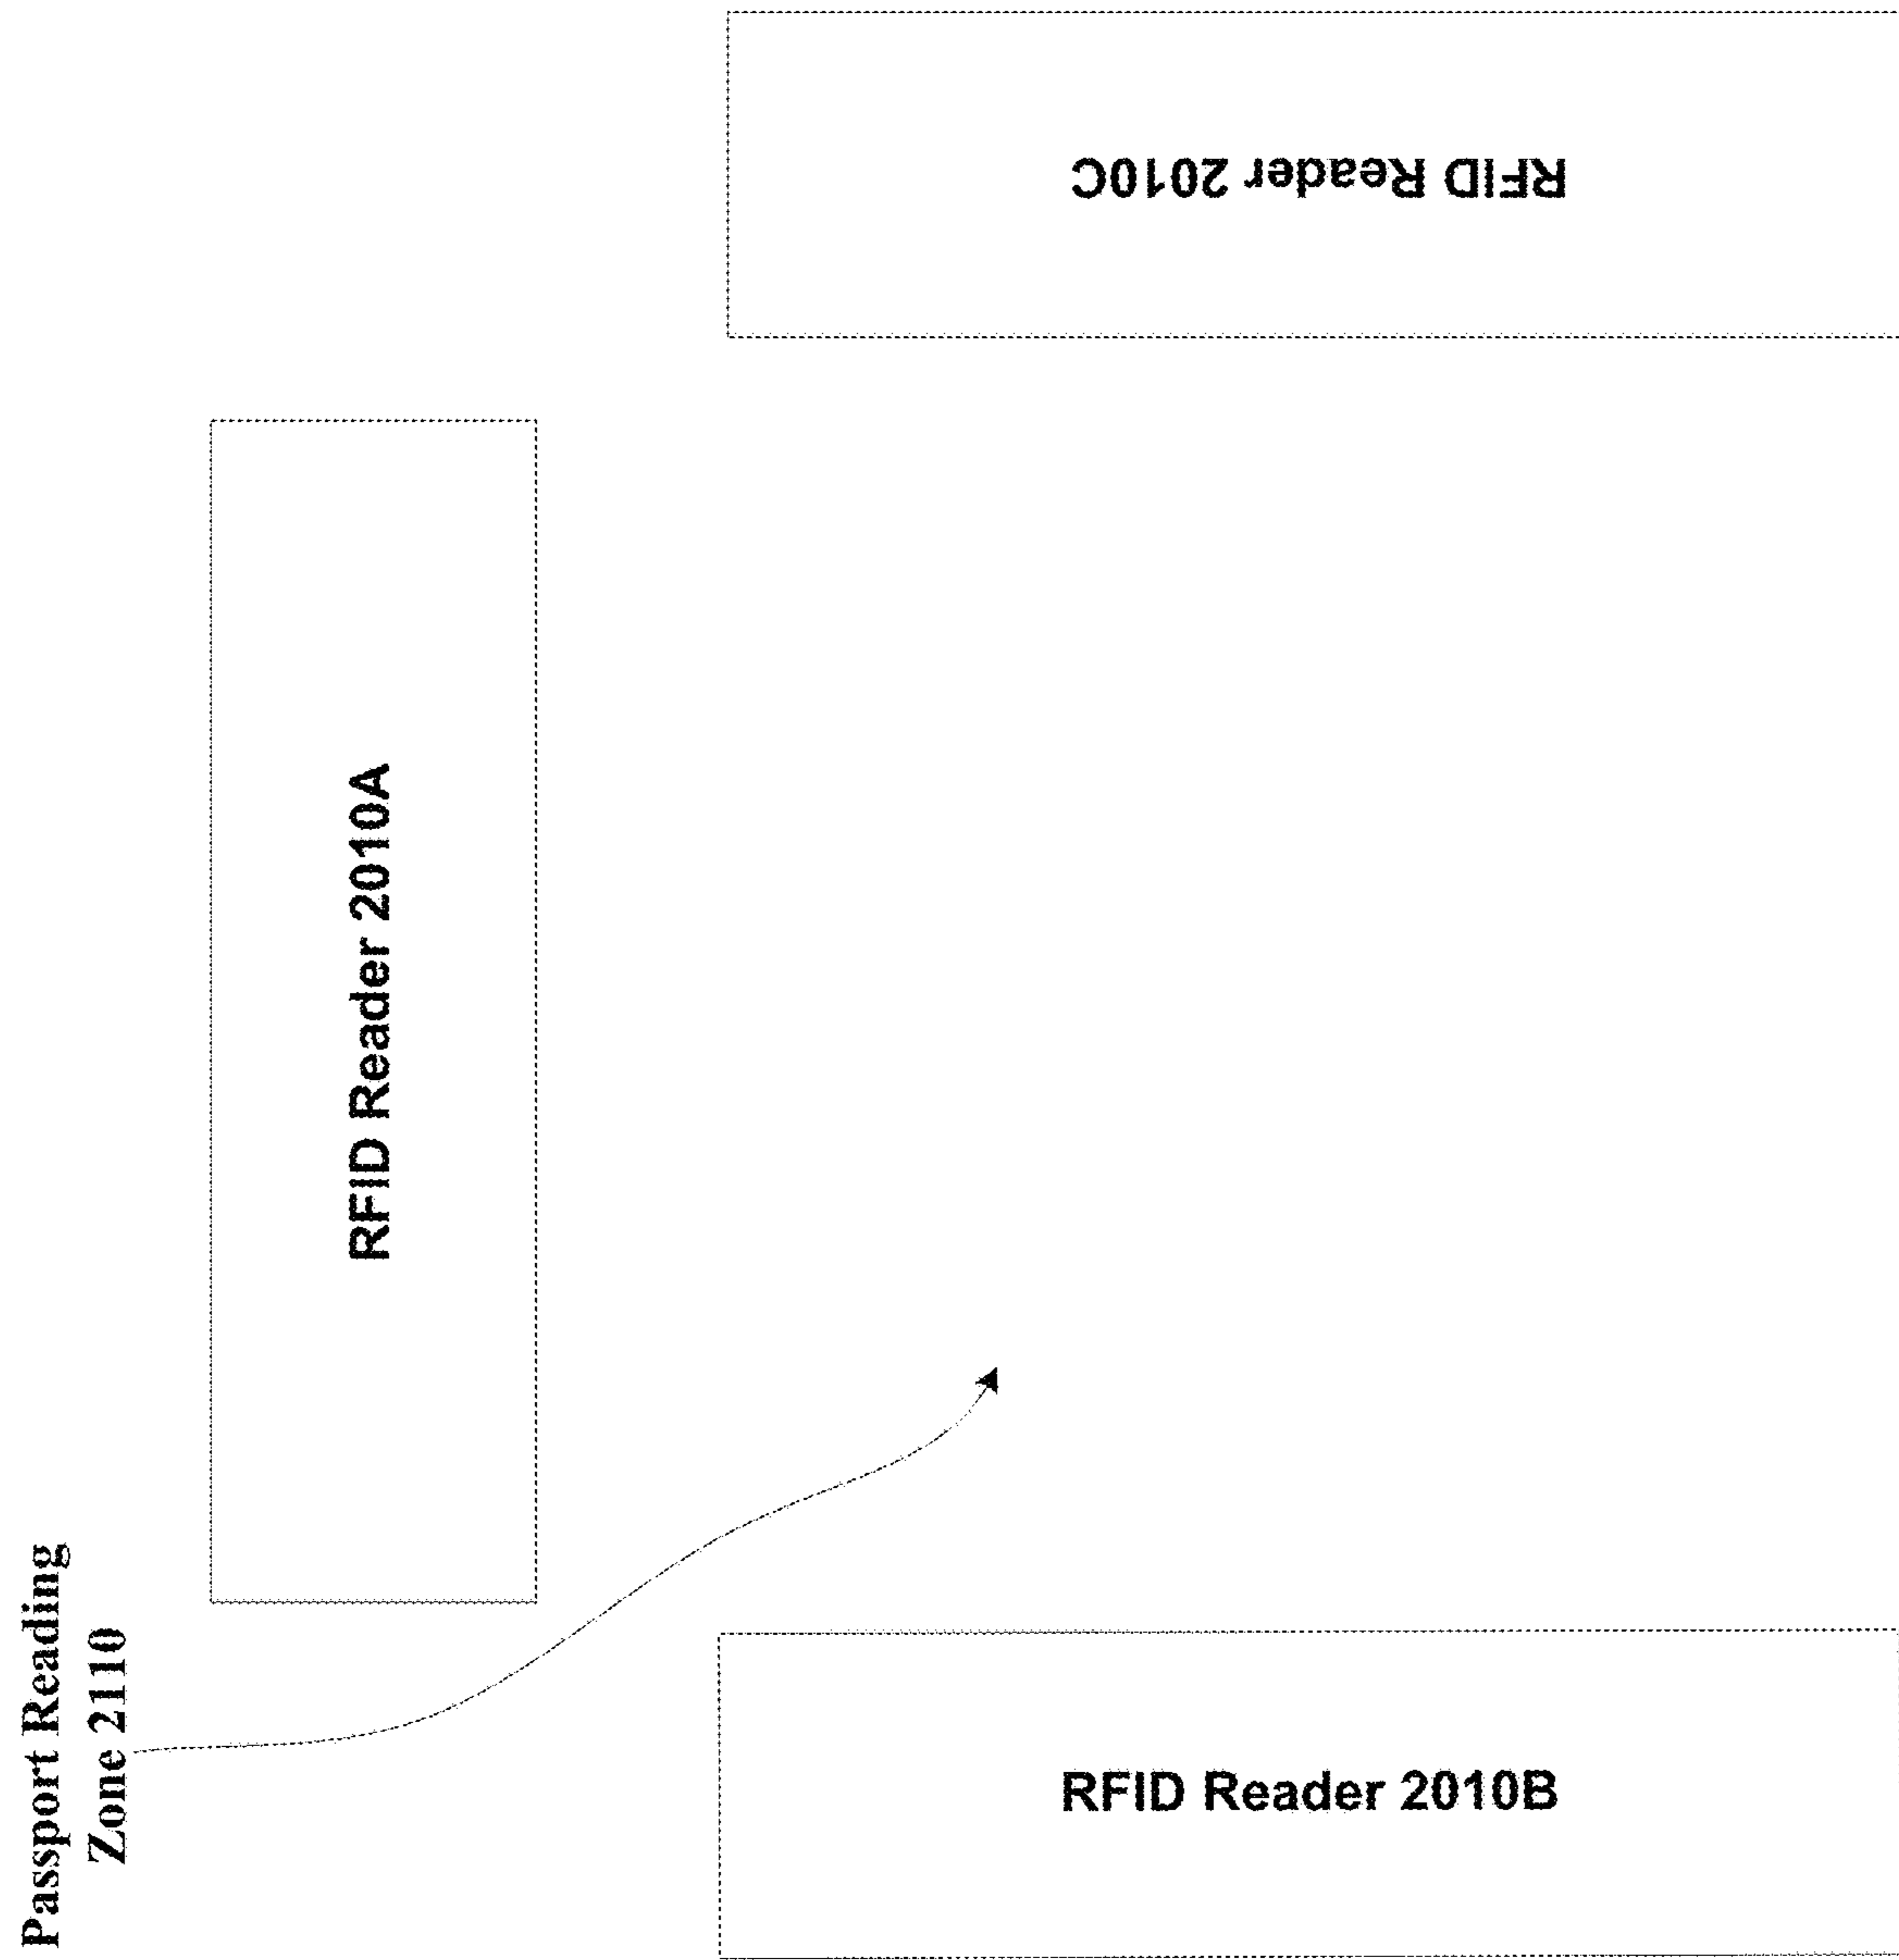 RFID Reader 2010C
RFID Reader 2010A
Passport Reading
Zone 2110
RFID Reader 2010B